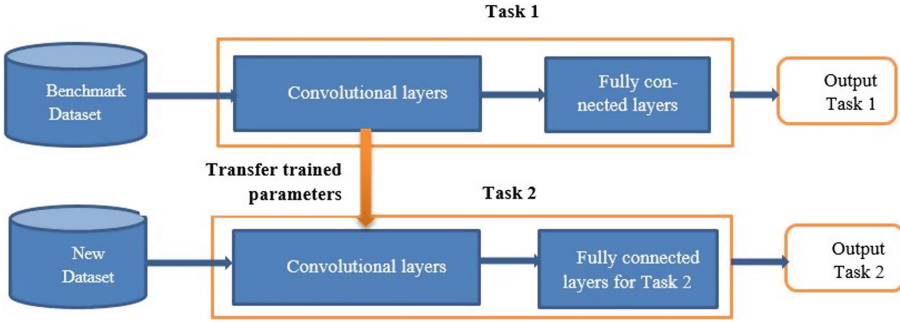 Task 1
Benchmark
Dataset
Convolutional layers
Fully con-
nected layers
Output
Task 1
Transfer trained
parameters
Task 2
New
Dataset
Convolutional layers
Fully connected
layers for Task 2
Output
Task 2